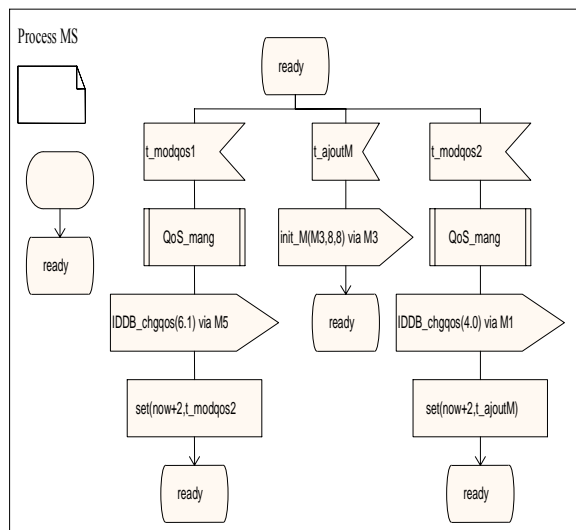 Process MS
ready
t_modqos1
t_ajoutM
t_modqos2
QoS_mang
init_M(M3,8,8) via M3
QoS_mang
ready
ready
IDDB_chgqos(6.1) via M5
IDDB_chgqos(4.0) via M1
set(now+2,t_modqos2
set(now+2,t_ajoutM)
ready
ready